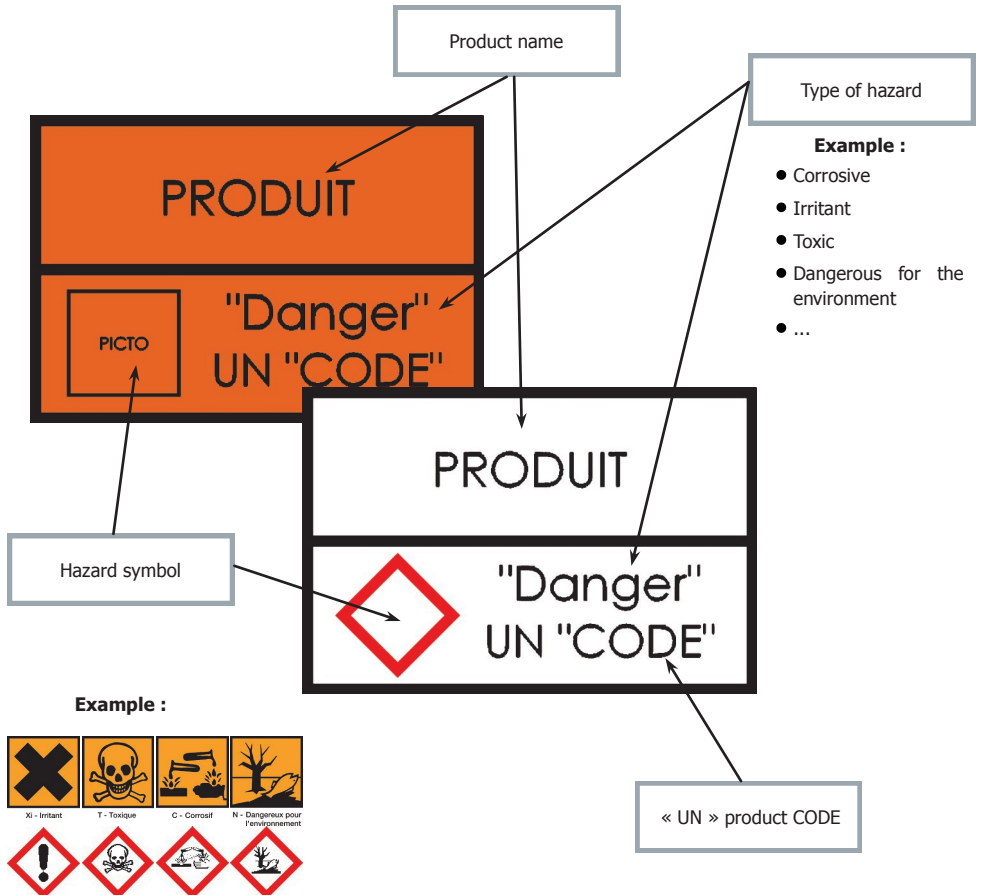 Product name
Type of hazard
Example :
● Corrosive
● Irritant
● Toxic
● Dangerous for the
environment
● ...
PRODUIT
PICTO
"Danger"
UN "CODE"
PRODUIT
"Danger"
UN "CODE"
Hazard symbol
Example :
Xi - Irritant
T - Toxique
C - Corrosif
N - Dangereux pour
l'environnement
« UN » product CODE